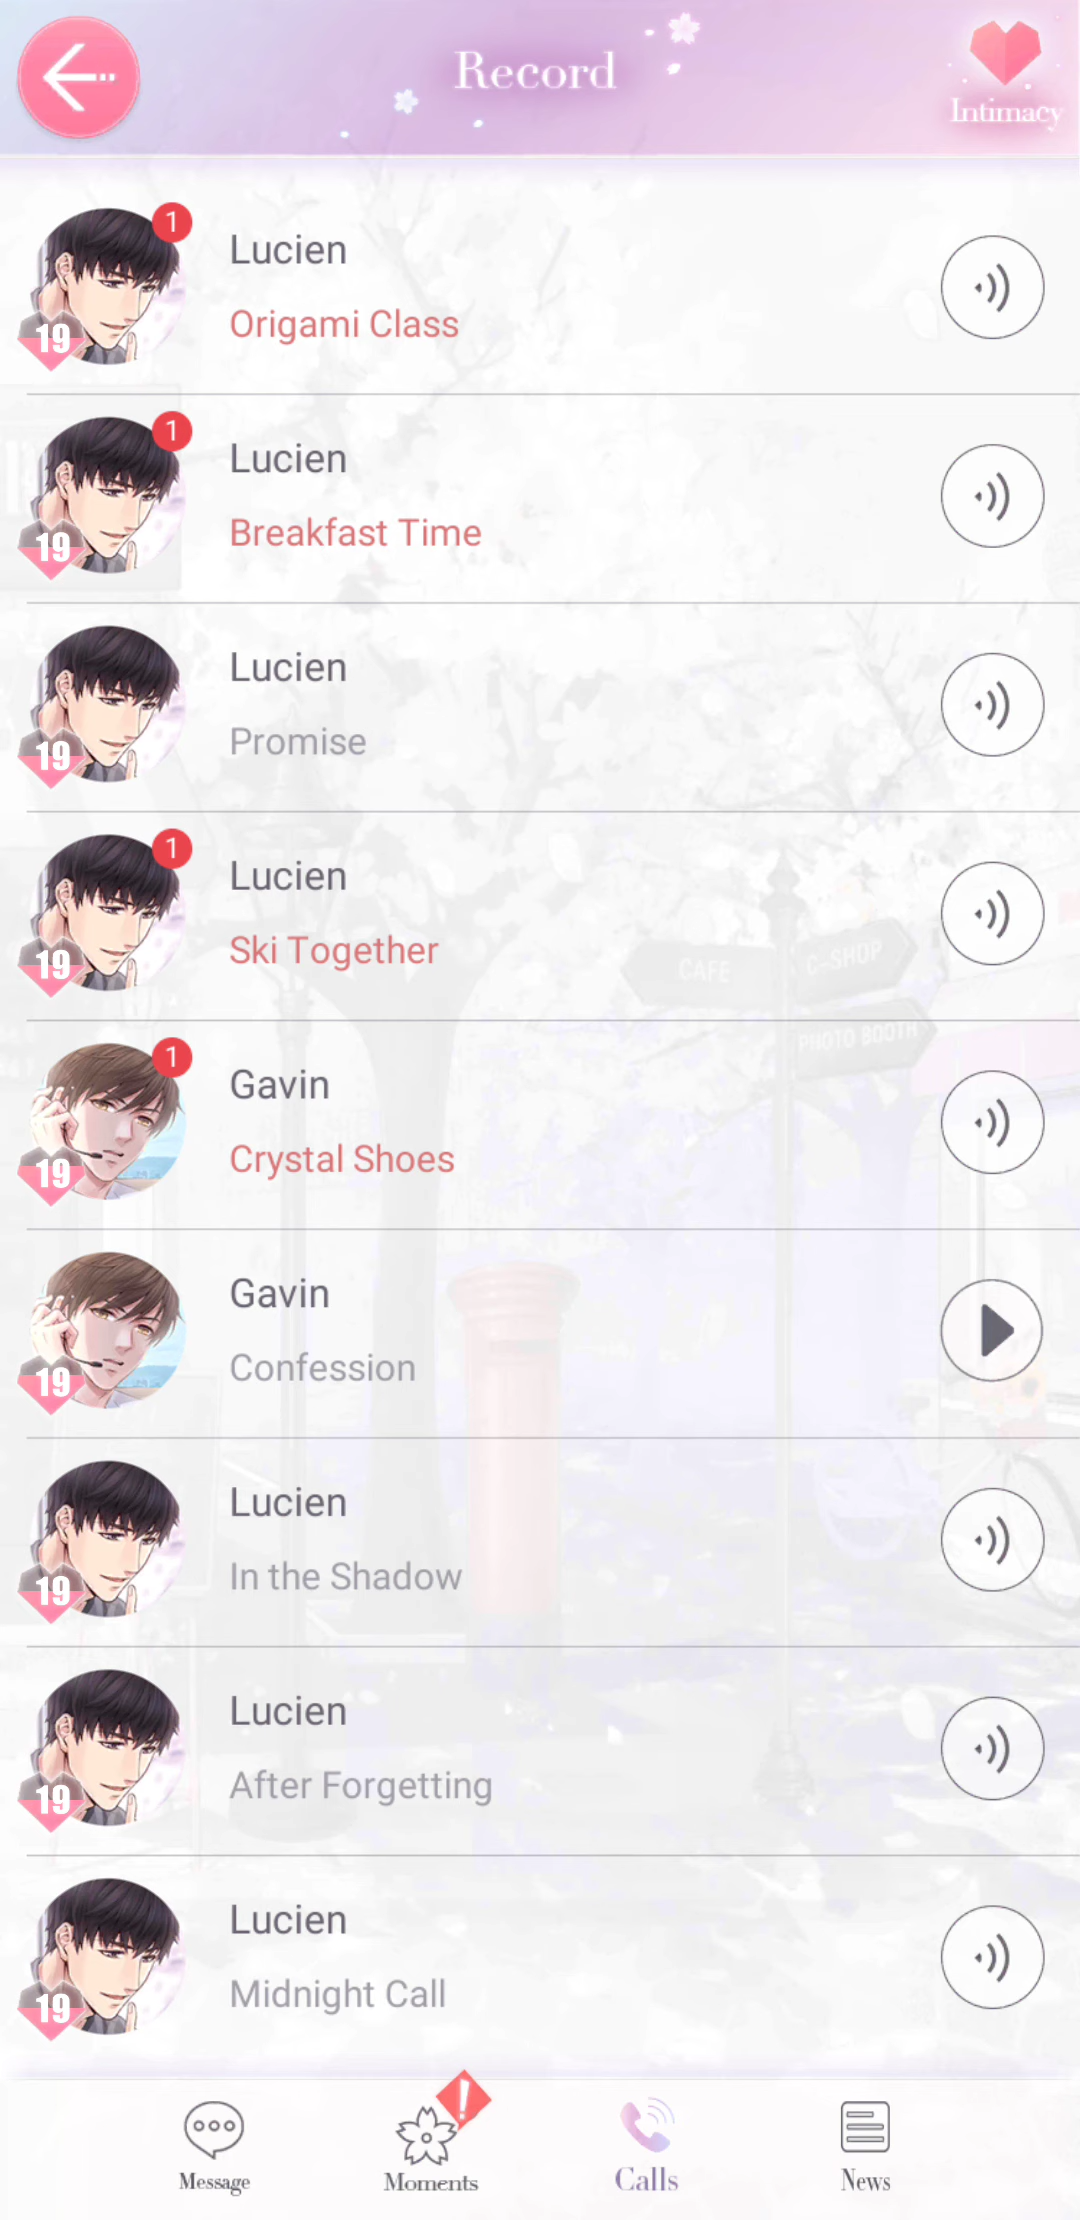 Record
Intimacy
1
Lucien
19
Origami Class
1
Lucien
19
Breakfast Time
Lucien
19
Promise
1
Lucien
19
Ski Together
CAFE
C-SHOP
PHOTO BOOTH
1
Gavin
19
Crystal Shoes
Gavin
19
Confession
Lucien
19
In the Shadow
Lucien
19
After Forgetting
Lucien
19
Midnight Call
!
Message
Moments
Calls
News